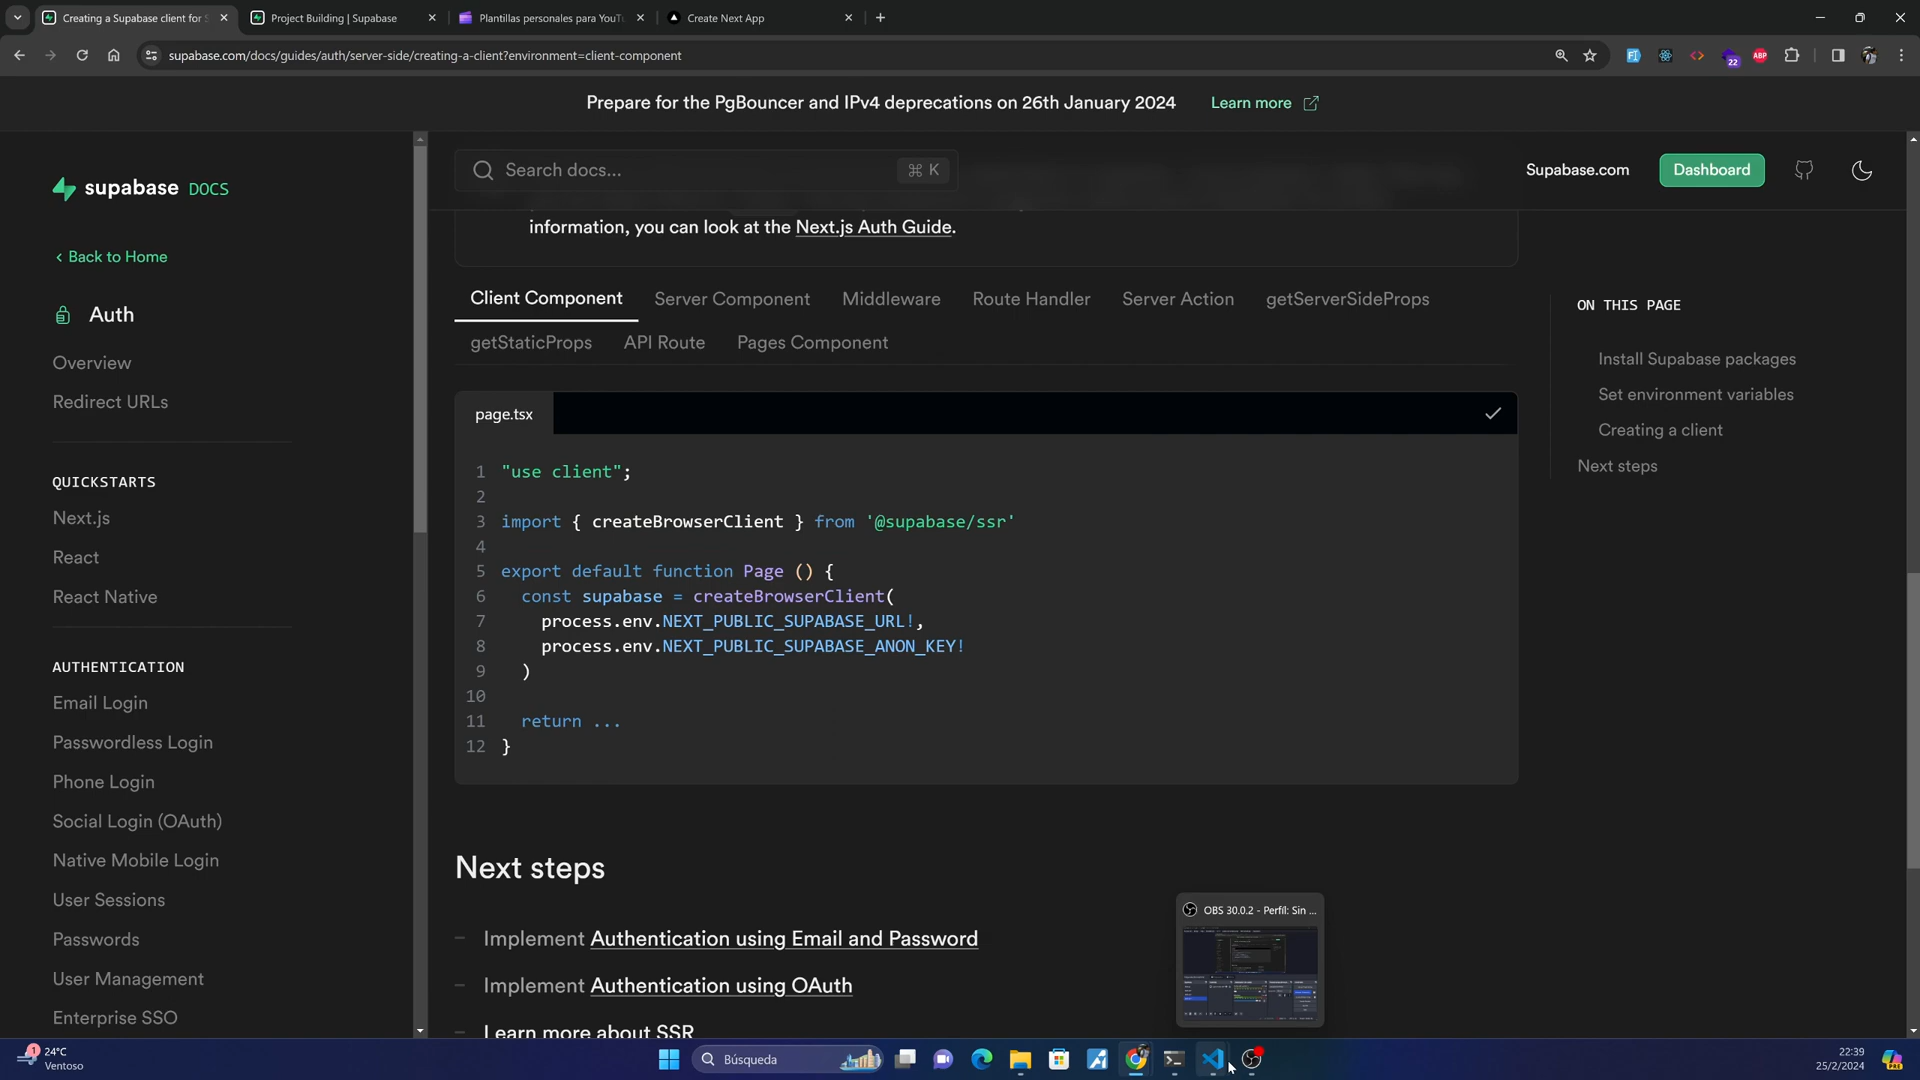 Creating a Supabase client for S
Project Building | Supabase
Plantillas personales para YouTu
Create Next App
supabase.com/docs/guides/auth/server-side/creating-a-client?environment=client-component
22
ABP
Prepare for the PgBouncer and IPv4 deprecations on 26th January 2024
Learn more
supabase DOCS
Search docs...
⌘ K
Supabase.com
Dashboard
< Back to Home
Auth
Overview
Redirect URLs
QUICKSTARTS
Next.js
React
React Native
AUTHENTICATION
Email Login
Passwordless Login
Phone Login
Social Login (OAuth)
Native Mobile Login
User Sessions
Passwords
User Management
Enterprise SSO
information, you can look at the Next.js Auth Guide.
Client Component
Server Component
Middleware
Route Handler
Server Action
getServerSideProps
getStaticProps
API Route
Pages Component
page.tsx
1 "use client";
2
3 import { createBrowserClient } from '@supabase/ssr'
4
5 export default function Page () {
6 const supabase = createBrowserClient(
7 process.env.NEXT_PUBLIC_SUPABASE_URL!,
8 process.env.NEXT_PUBLIC_SUPABASE_ANON_KEY!
9 )
10
11 return ...
12 }
Next steps
– Implement Authentication using Email and Password
– Implement Authentication using OAuth
– Learn more about SSR
ON THIS PAGE
Install Supabase packages
Set environment variables
Creating a client
Next steps
OBS 30.0.2 - Perfil: Sin ...
1
24°C
Ventoso
Búsqueda
22:39
25/2/2024
PRE